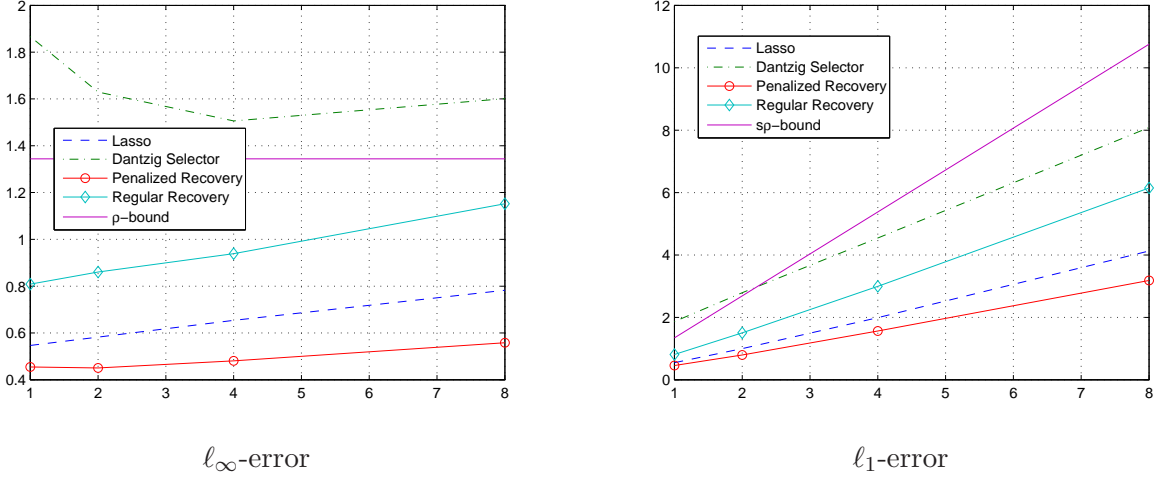 2
1.8
1.6
1.4
1.2
1
0.8
0.6
0.4
1 2 3 4 5 6 7 8
Lasso
Dantzig Selector
Penalized Recovery
Regular Recovery
ρ−bound
ℓ∞-error
12
10
8
6
4
2
0
1 2 3 4 5 6 7 8
Lasso
Dantzig Selector
Penalized Recovery
Regular Recovery
sρ−bound
ℓ1-error